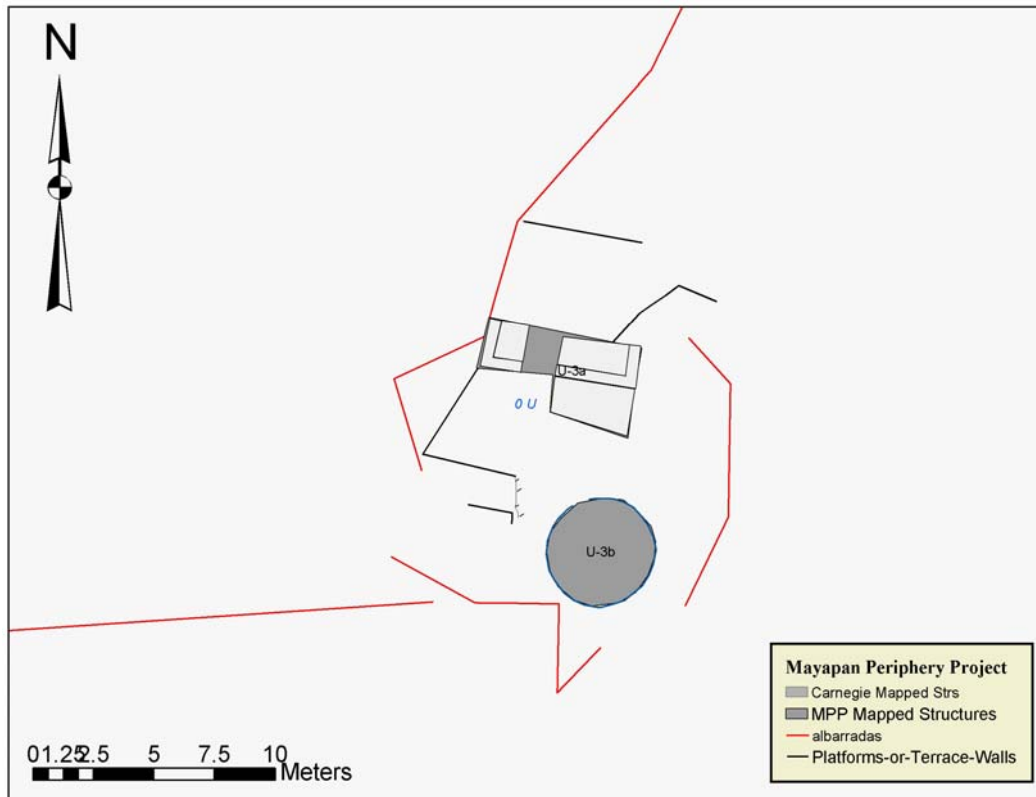 N
U-3a
0 U
U-3b
Mayapan Periphery Project
Carnegie Mapped Strs
MPP Mapped Structures
albarradas
Platforms-or-Terrace-Walls
01.252.5 5 7.5 10
Meters